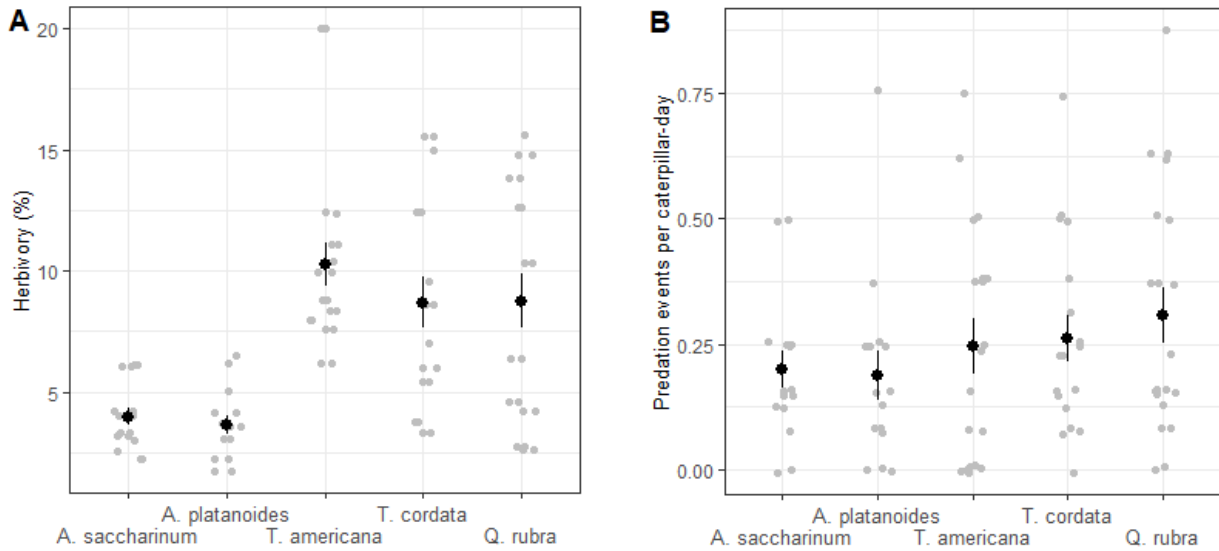 A
Herbivory (%)
20
15
10
5
A. platanoides T. cordata
A. saccharinum T. americana Q. rubra
B
Predation events per caterpillar-day
0.75
0.50
0.25
0.00
A. platanoides T. cordata
A. saccharinum T. americana Q. rubra